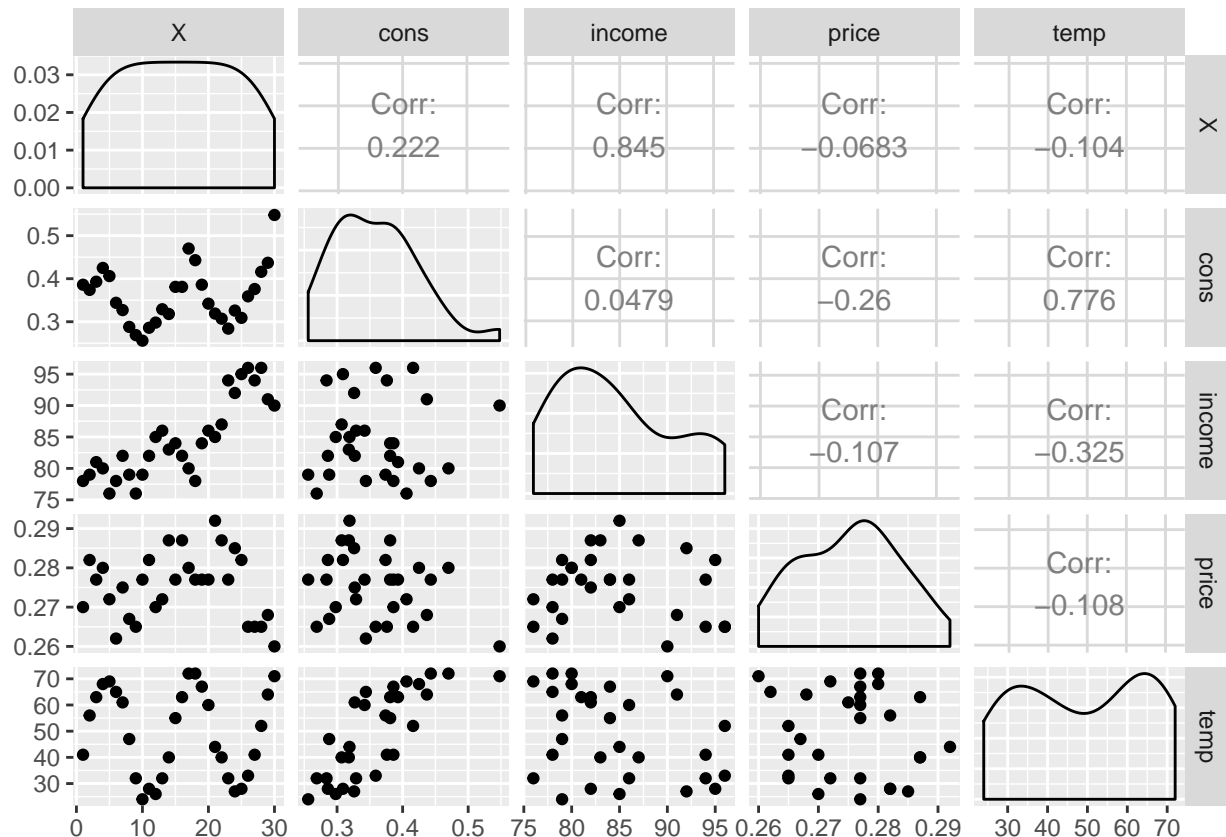 X cons income price temp
0.03
0.02
0.01
0.00
Corr:
0.222
Corr:
0.845
Corr:
−0.0683
Corr:
−0.104
X
0.5
0.4
0.3
Corr:
0.0479
Corr:
−0.26
Corr:
0.776
cons
95
90
85
80
75
Corr:
−0.107
Corr:
−0.325
income
0.29
0.28
0.27
0.26
Corr:
−0.108
price
70
60
50
40
30
temp
0 10 20 30 0.3 0.4 0.5 75 80 85 90 95 0.26 0.27 0.28 0.29 30 40 50 60 70